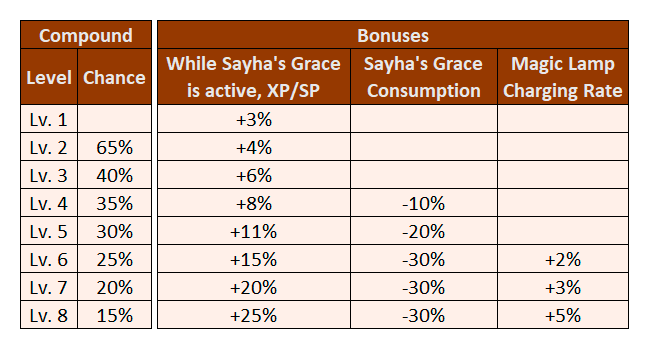 Compound Bonuses
Level Chance While Sayha's Grace is active, XP/SP Sayha's Grace Consumption Magic Lamp Charging Rate
Lv. 1 +3%
Lv. 2 65% +4%
Lv. 3 40% +6%
Lv. 4 35% +8% -10%
Lv. 5 30% +11% -20%
Lv. 6 25% +15% -30% +2%
Lv. 7 20% +20% -30% +3%
Lv. 8 15% +25% -30% +5%